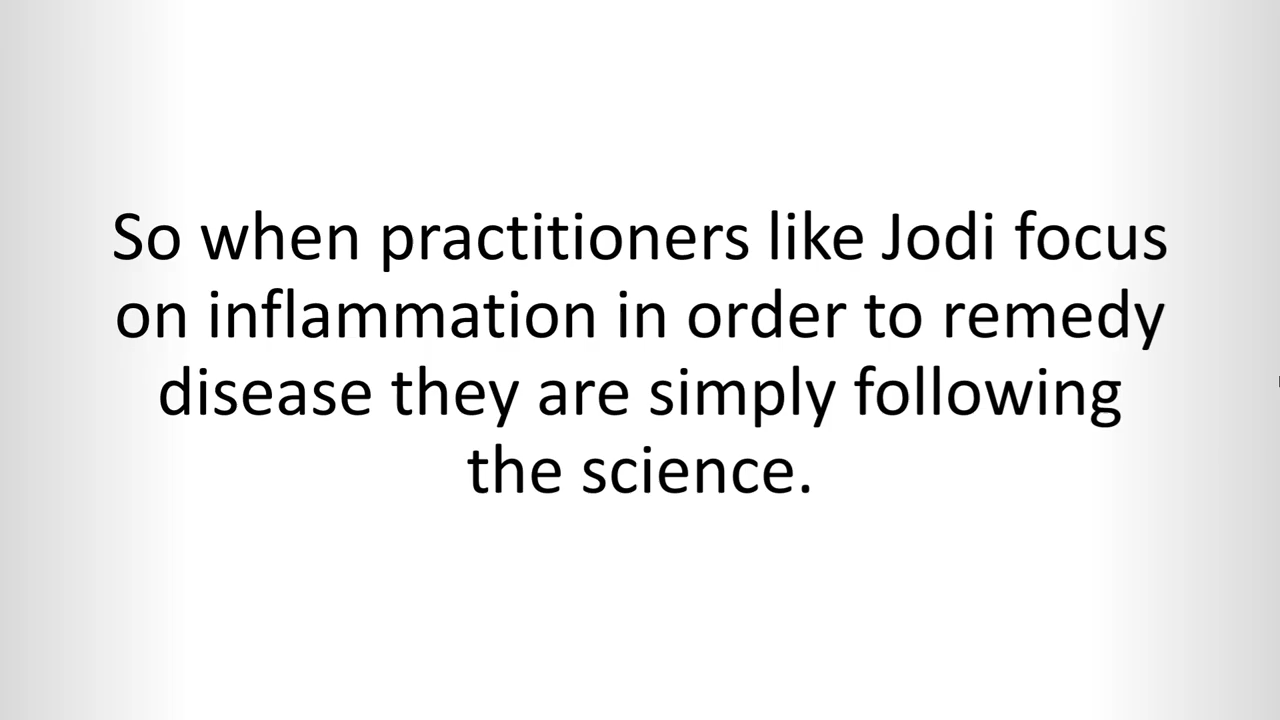 So when practitioners like Jodi focus
on inflammation in order to remedy
disease they are simply following
the science.